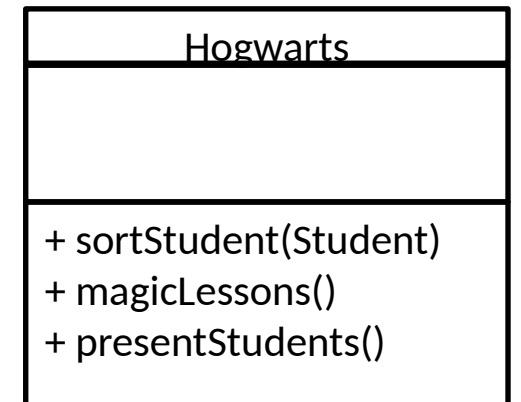 Hogwarts
+ sortStudent(Student)
+ magicLessons()
+ presentStudents()